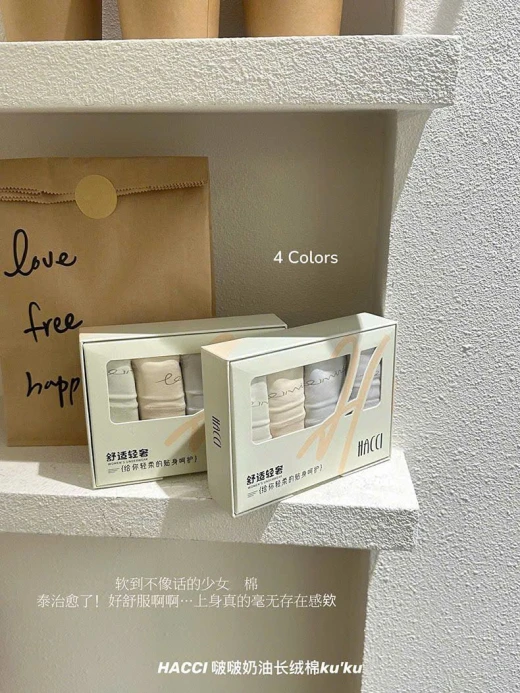 love
free
happ
4 Colors
舒适轻奢
(给你轻柔的贴身呵护)
HACCI
舒适轻奢
WOMEN'S UNDERWEAR
(给你轻柔的贴身呵护)
HACCI
软到不像话的少女 棉
泰治愈了！好舒服啊啊…上身真的毫无存在感欸
HACCI 啵啵奶油长绒棉ku'ku